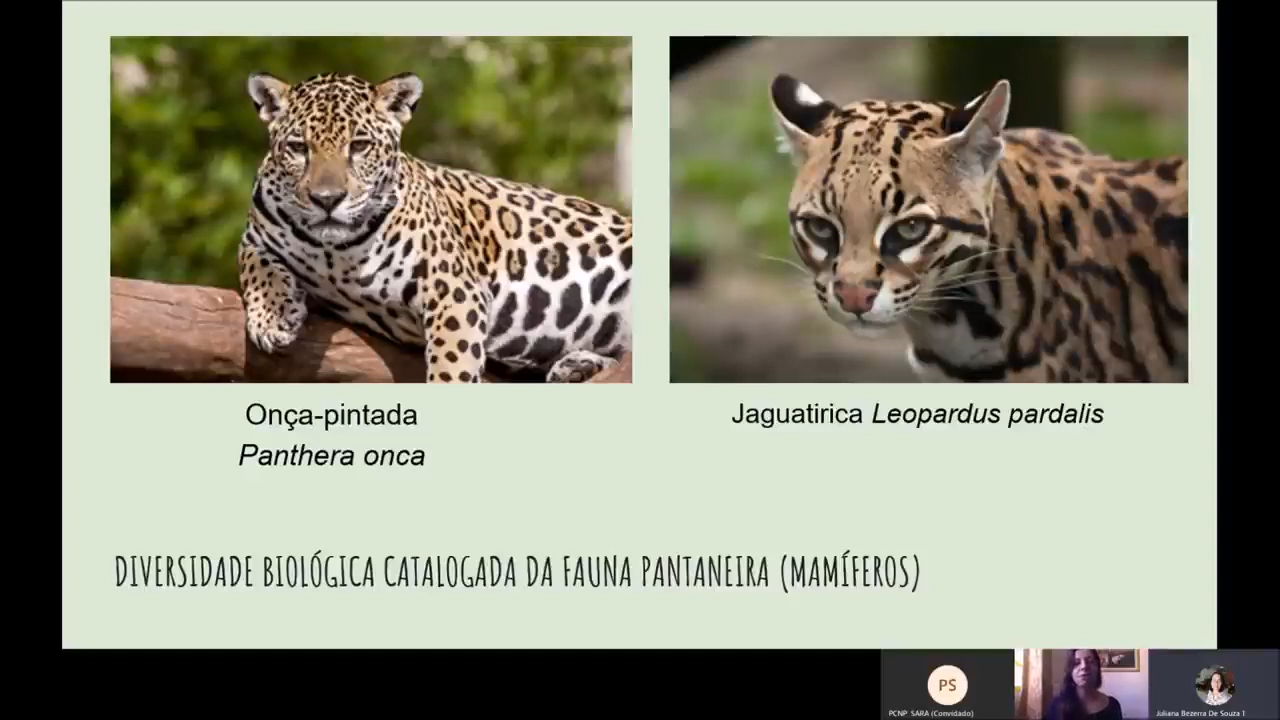 Onça-pintada
Panthera onca
Jaguatirica Leopardus pardalis
DIVERSIDADE BIOLÓGICA CATALOGADA DA FAUNA PANTANEIRA (MAMÍFEROS)
PS
PCNP SARA (Convidado)
Juliana Bezerra De Souza 1